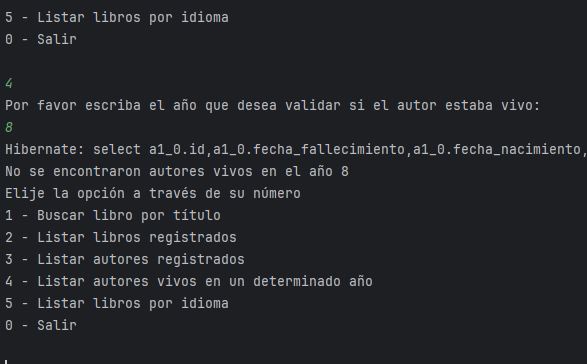 5 - Listar libros por idioma
0 - Salir
4
Por favor escriba el año que desea validar si el autor estaba vivo:
8
Hibernate: select a1_0.id,a1_0.fecha_fallecimiento,a1_0.fecha_nacimiento,
No se encontraron autores vivos en el año 8
Elije la opción a través de su número
1 - Buscar libro por título
2 - Listar libros registrados
3 - Listar autores registrados
4 - Listar autores vivos en un determinado año
5 - Listar libros por idioma
0 - Salir